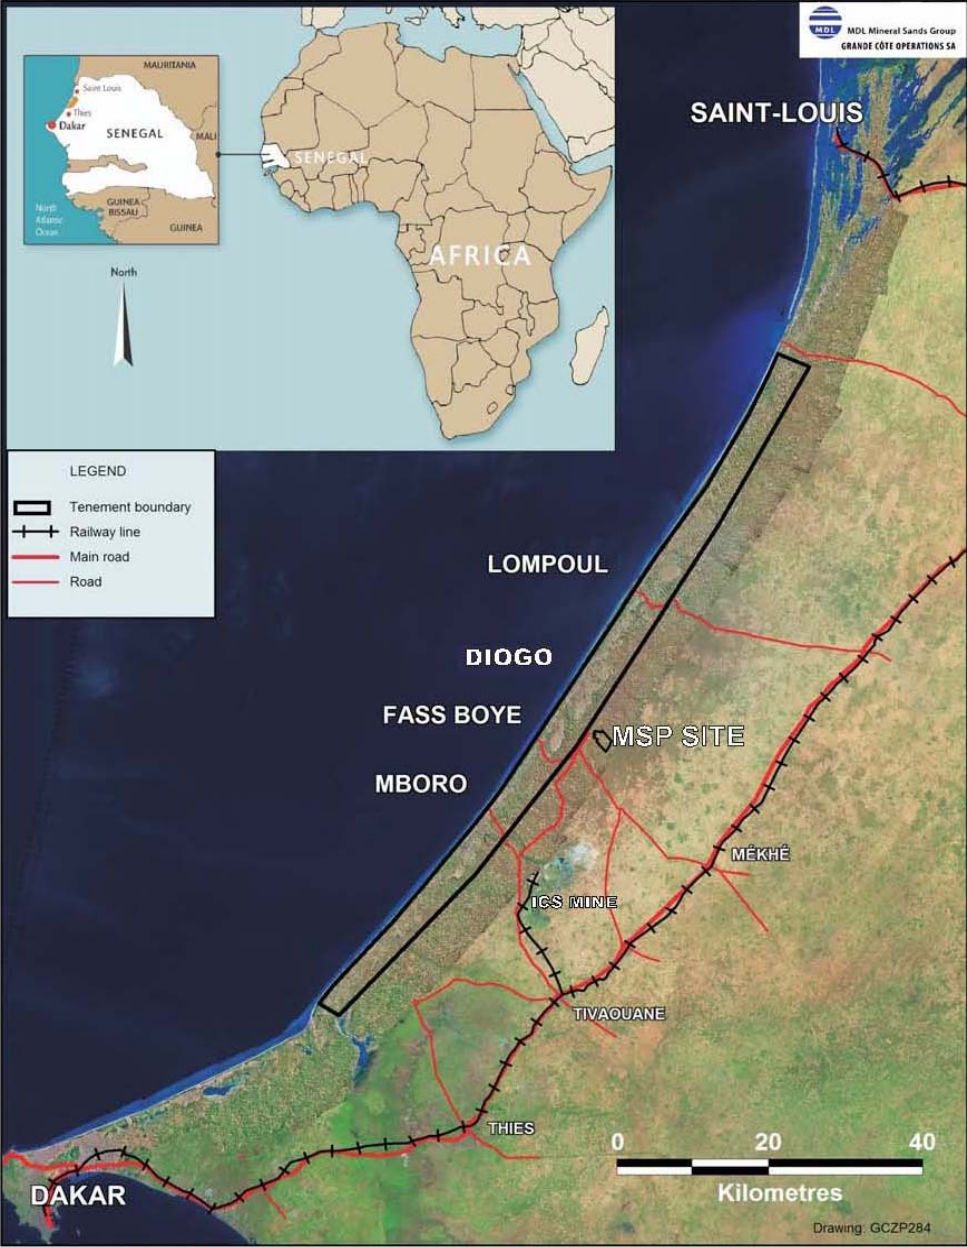 MDL
MDL Mineral Sands Group
GRANDE CÔTE OPERATIONS SA
MAURITANIA
Saint Louis
Thies
Dakar
SENEGAL
MALI
GUINEA
BISSAU
GUINEA
North
Atlantic
Ocean
SENEGAL
AFRICA
North
SAINT-LOUIS
LEGEND
Tenement boundary
Railway line
Main road
Road
LOMPOUL
DIOGO
FASS BOYE
MSP SITE
MBORO
MÉKHÉ
ICS MINE
TIVAOUANE
THIES
DAKAR
0 20 40
Kilometres
Drawing: GCZP284